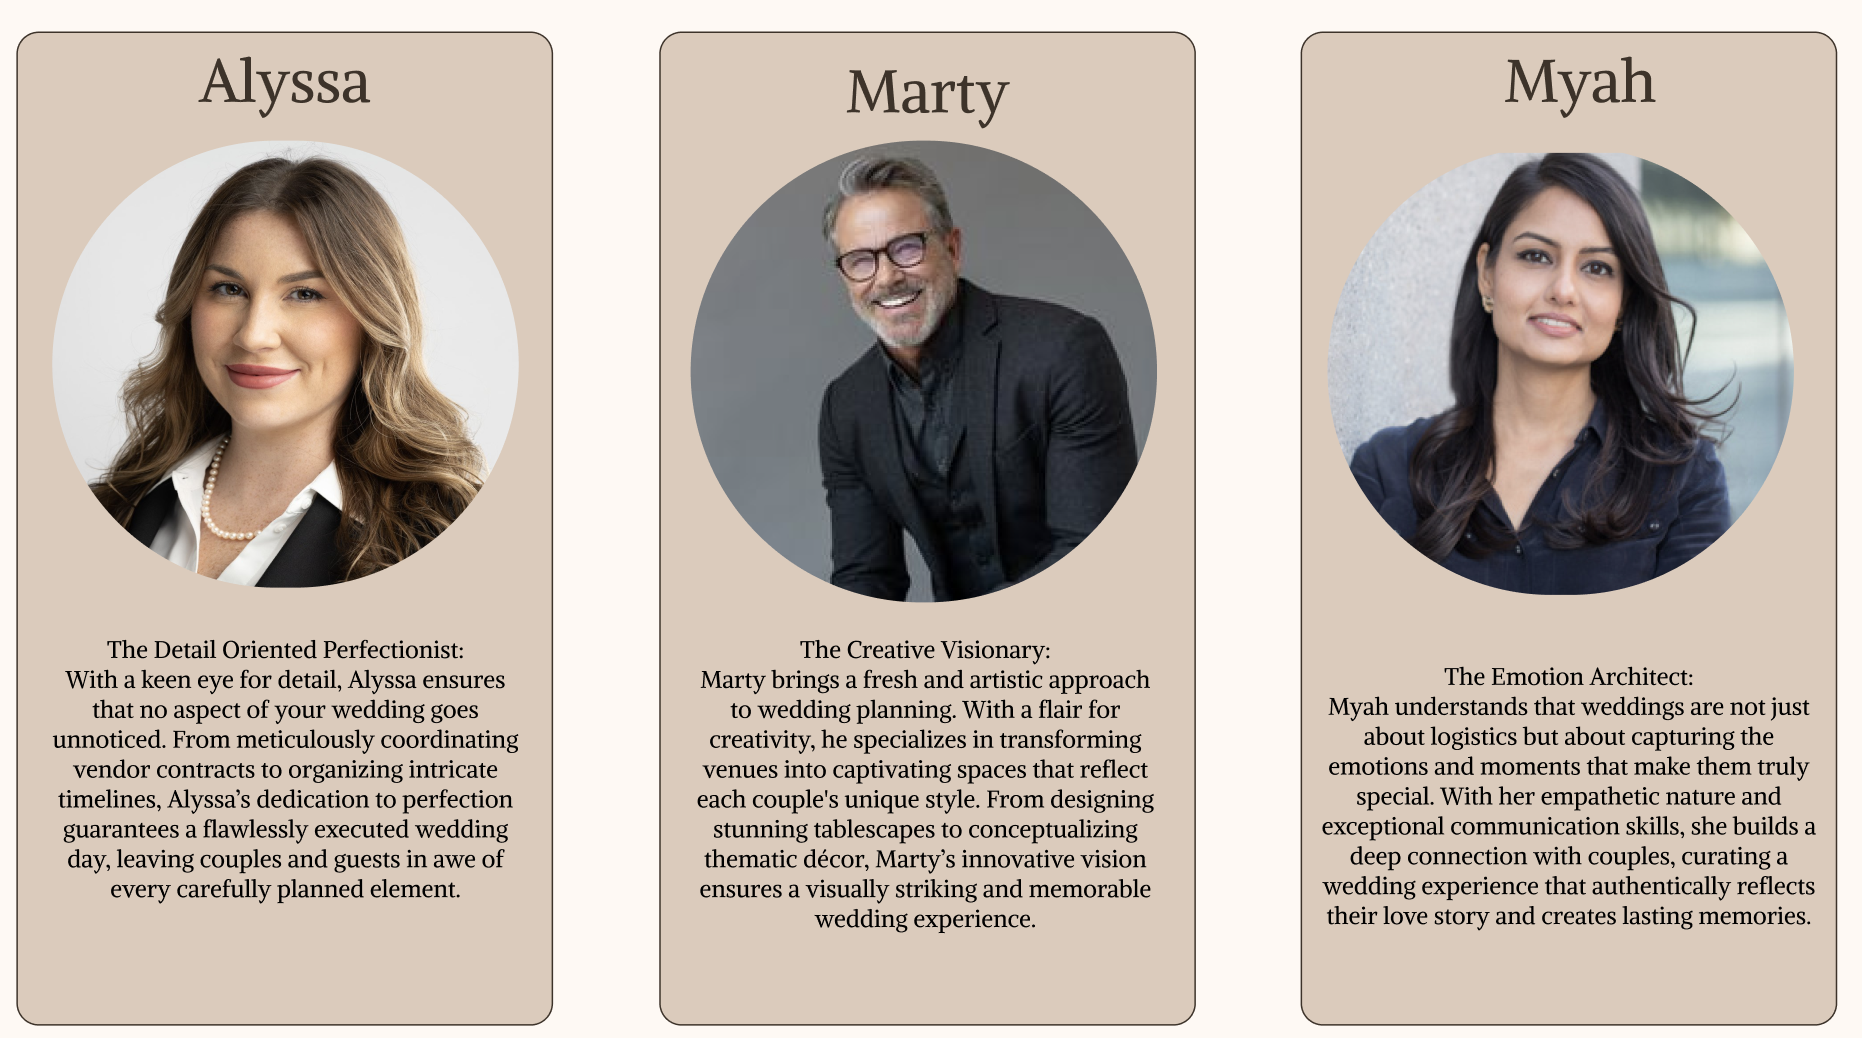 Alyssa
The Detail Oriented Perfectionist:
With a keen eye for detail, Alyssa ensures
that no aspect of your wedding goes
unnoticed. From meticulously coordinating
vendor contracts to organizing intricate
timelines, Alyssa’s dedication to perfection
guarantees a flawlessly executed wedding
day, leaving couples and guests in awe of
every carefully planned element.
Marty
The Creative Visionary:
Marty brings a fresh and artistic approach
to wedding planning. With a flair for
creativity, he specializes in transforming
venues into captivating spaces that reflect
each couple's unique style. From designing
stunning tablescapes to conceptualizing
thematic décor, Marty’s innovative vision
ensures a visually striking and memorable
wedding experience.
Myah
The Emotion Architect:
Myah understands that weddings are not just
about logistics but about capturing the
emotions and moments that make them truly
special. With her empathetic nature and
exceptional communication skills, she builds a
deep connection with couples, curating a
wedding experience that authentically reflects
their love story and creates lasting memories.